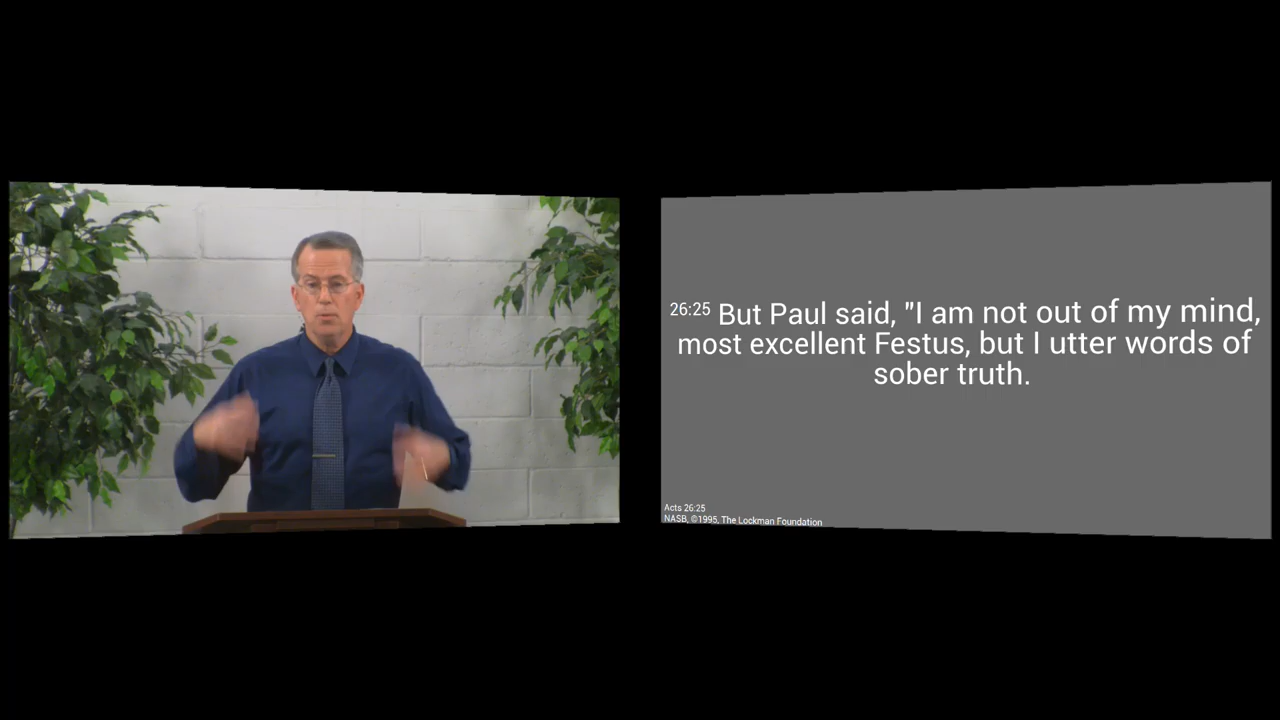 26:25 But Paul said, "I am not out of my mind,
most excellent Festus, but I utter words of
sober truth.
Acts 26:25
NASB, ©1995, The Lockman Foundation